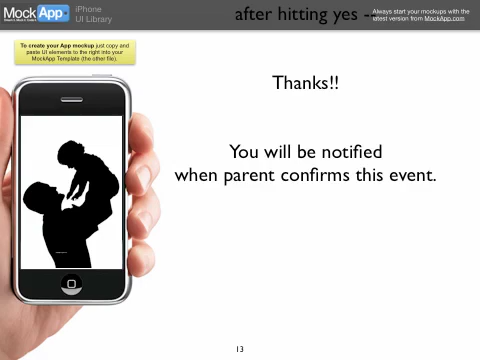 MockApp
iPhone
UI Library
after hitting yes --
Always start your mockups with the
latest version from MockApp.com
To create your App mockup just copy and
paste UI elements to the right into your
MockApp Template (the other file).
Thanks!!
You will be notified
when parent confirms this event.
13